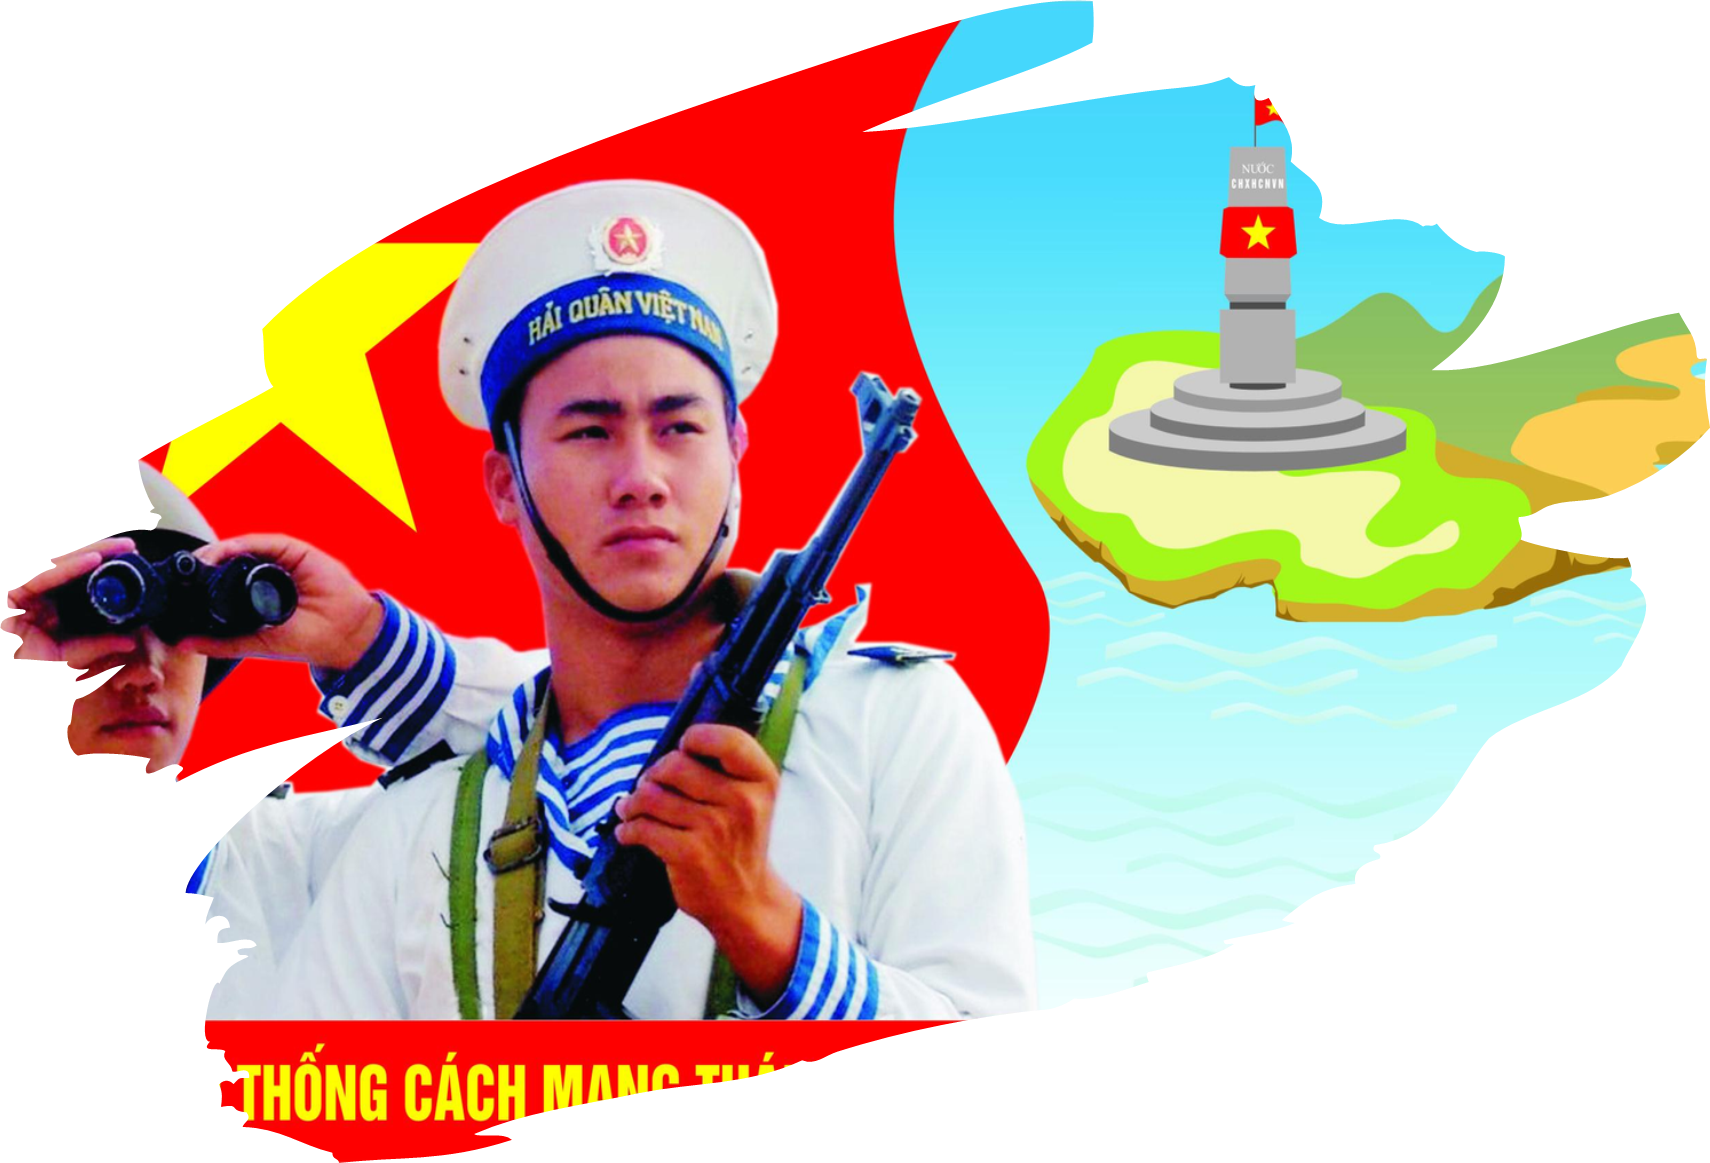 NƯỚC
CHXHCNVN
HẢI QUÂN VIỆT NAM
THỐNG CÁCH MẠNG